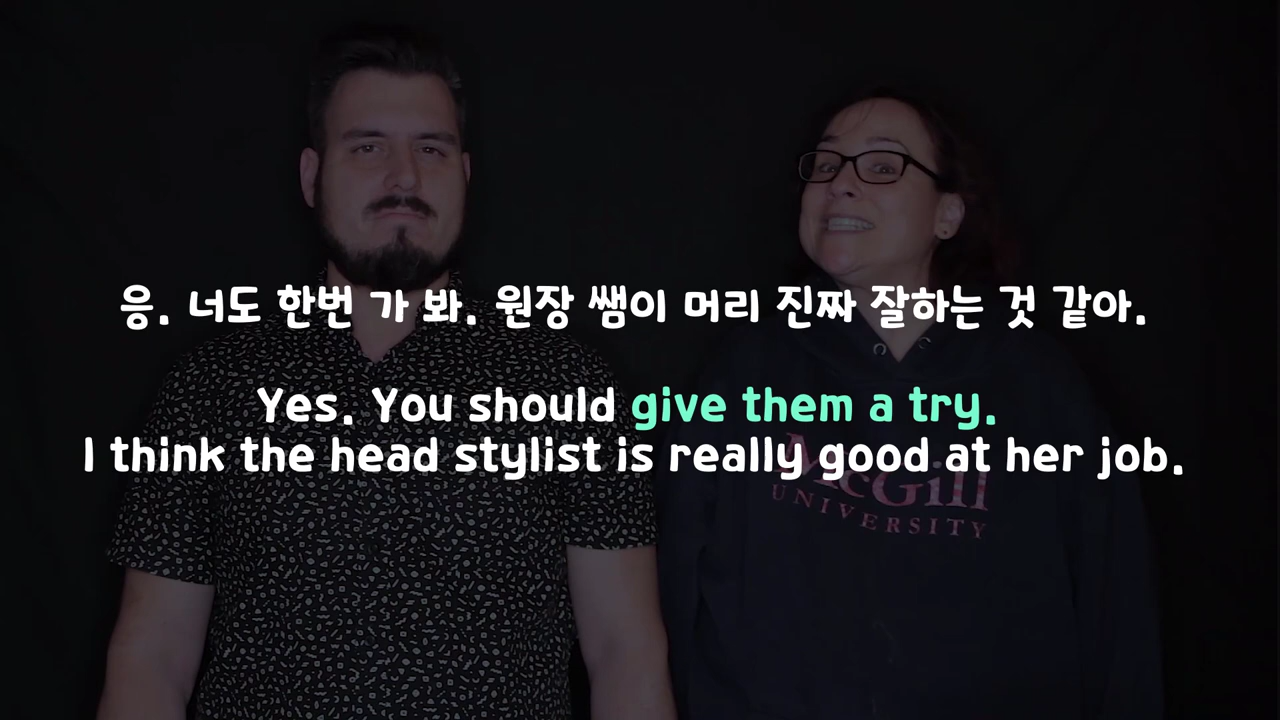 응. 너도 한번 가 봐. 원장 쌤이 머리 진짜 잘하는 것 같아.
Yes. You should give them a try.
I think the head stylist is really good at her job.
McGill
UNIVERSITY